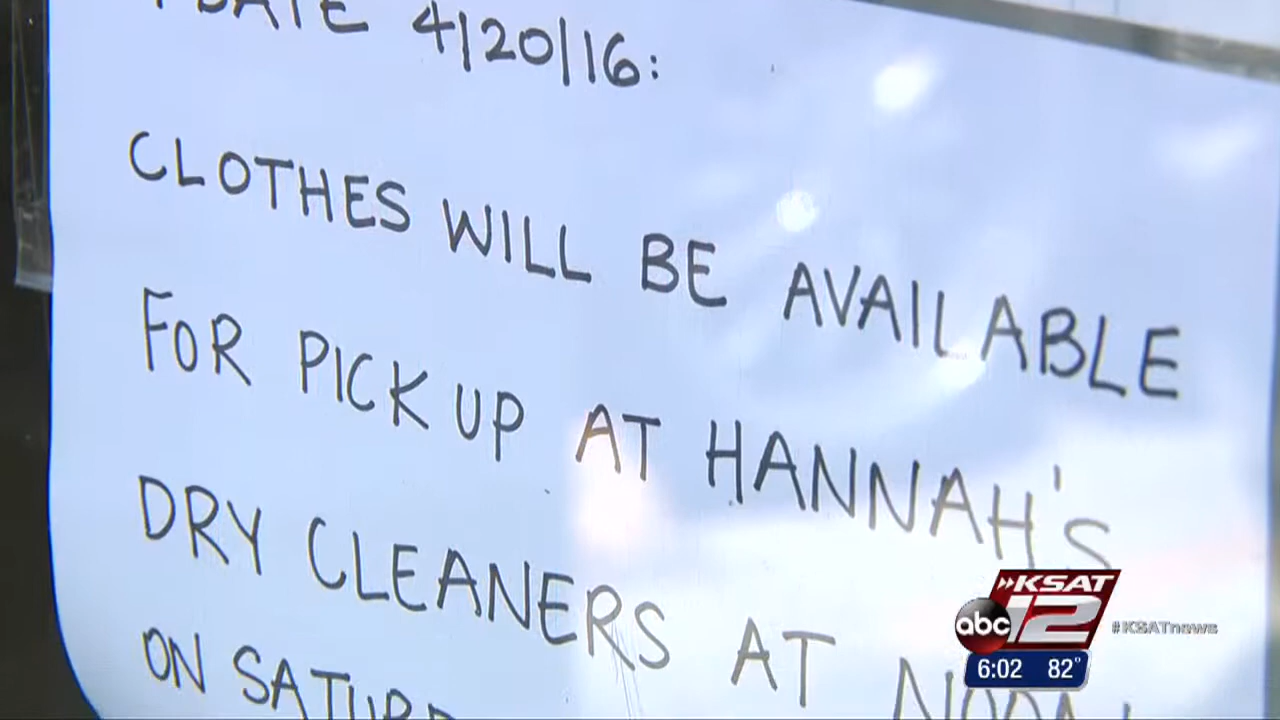 4/20/16:
CLOTHES WILL BE AVAILABLE
FOR PICK UP AT HANNAH'S
DRY CLEANERS AT NOON
ON
»KSAT
abc 12 #KSATnews
6:02 82°